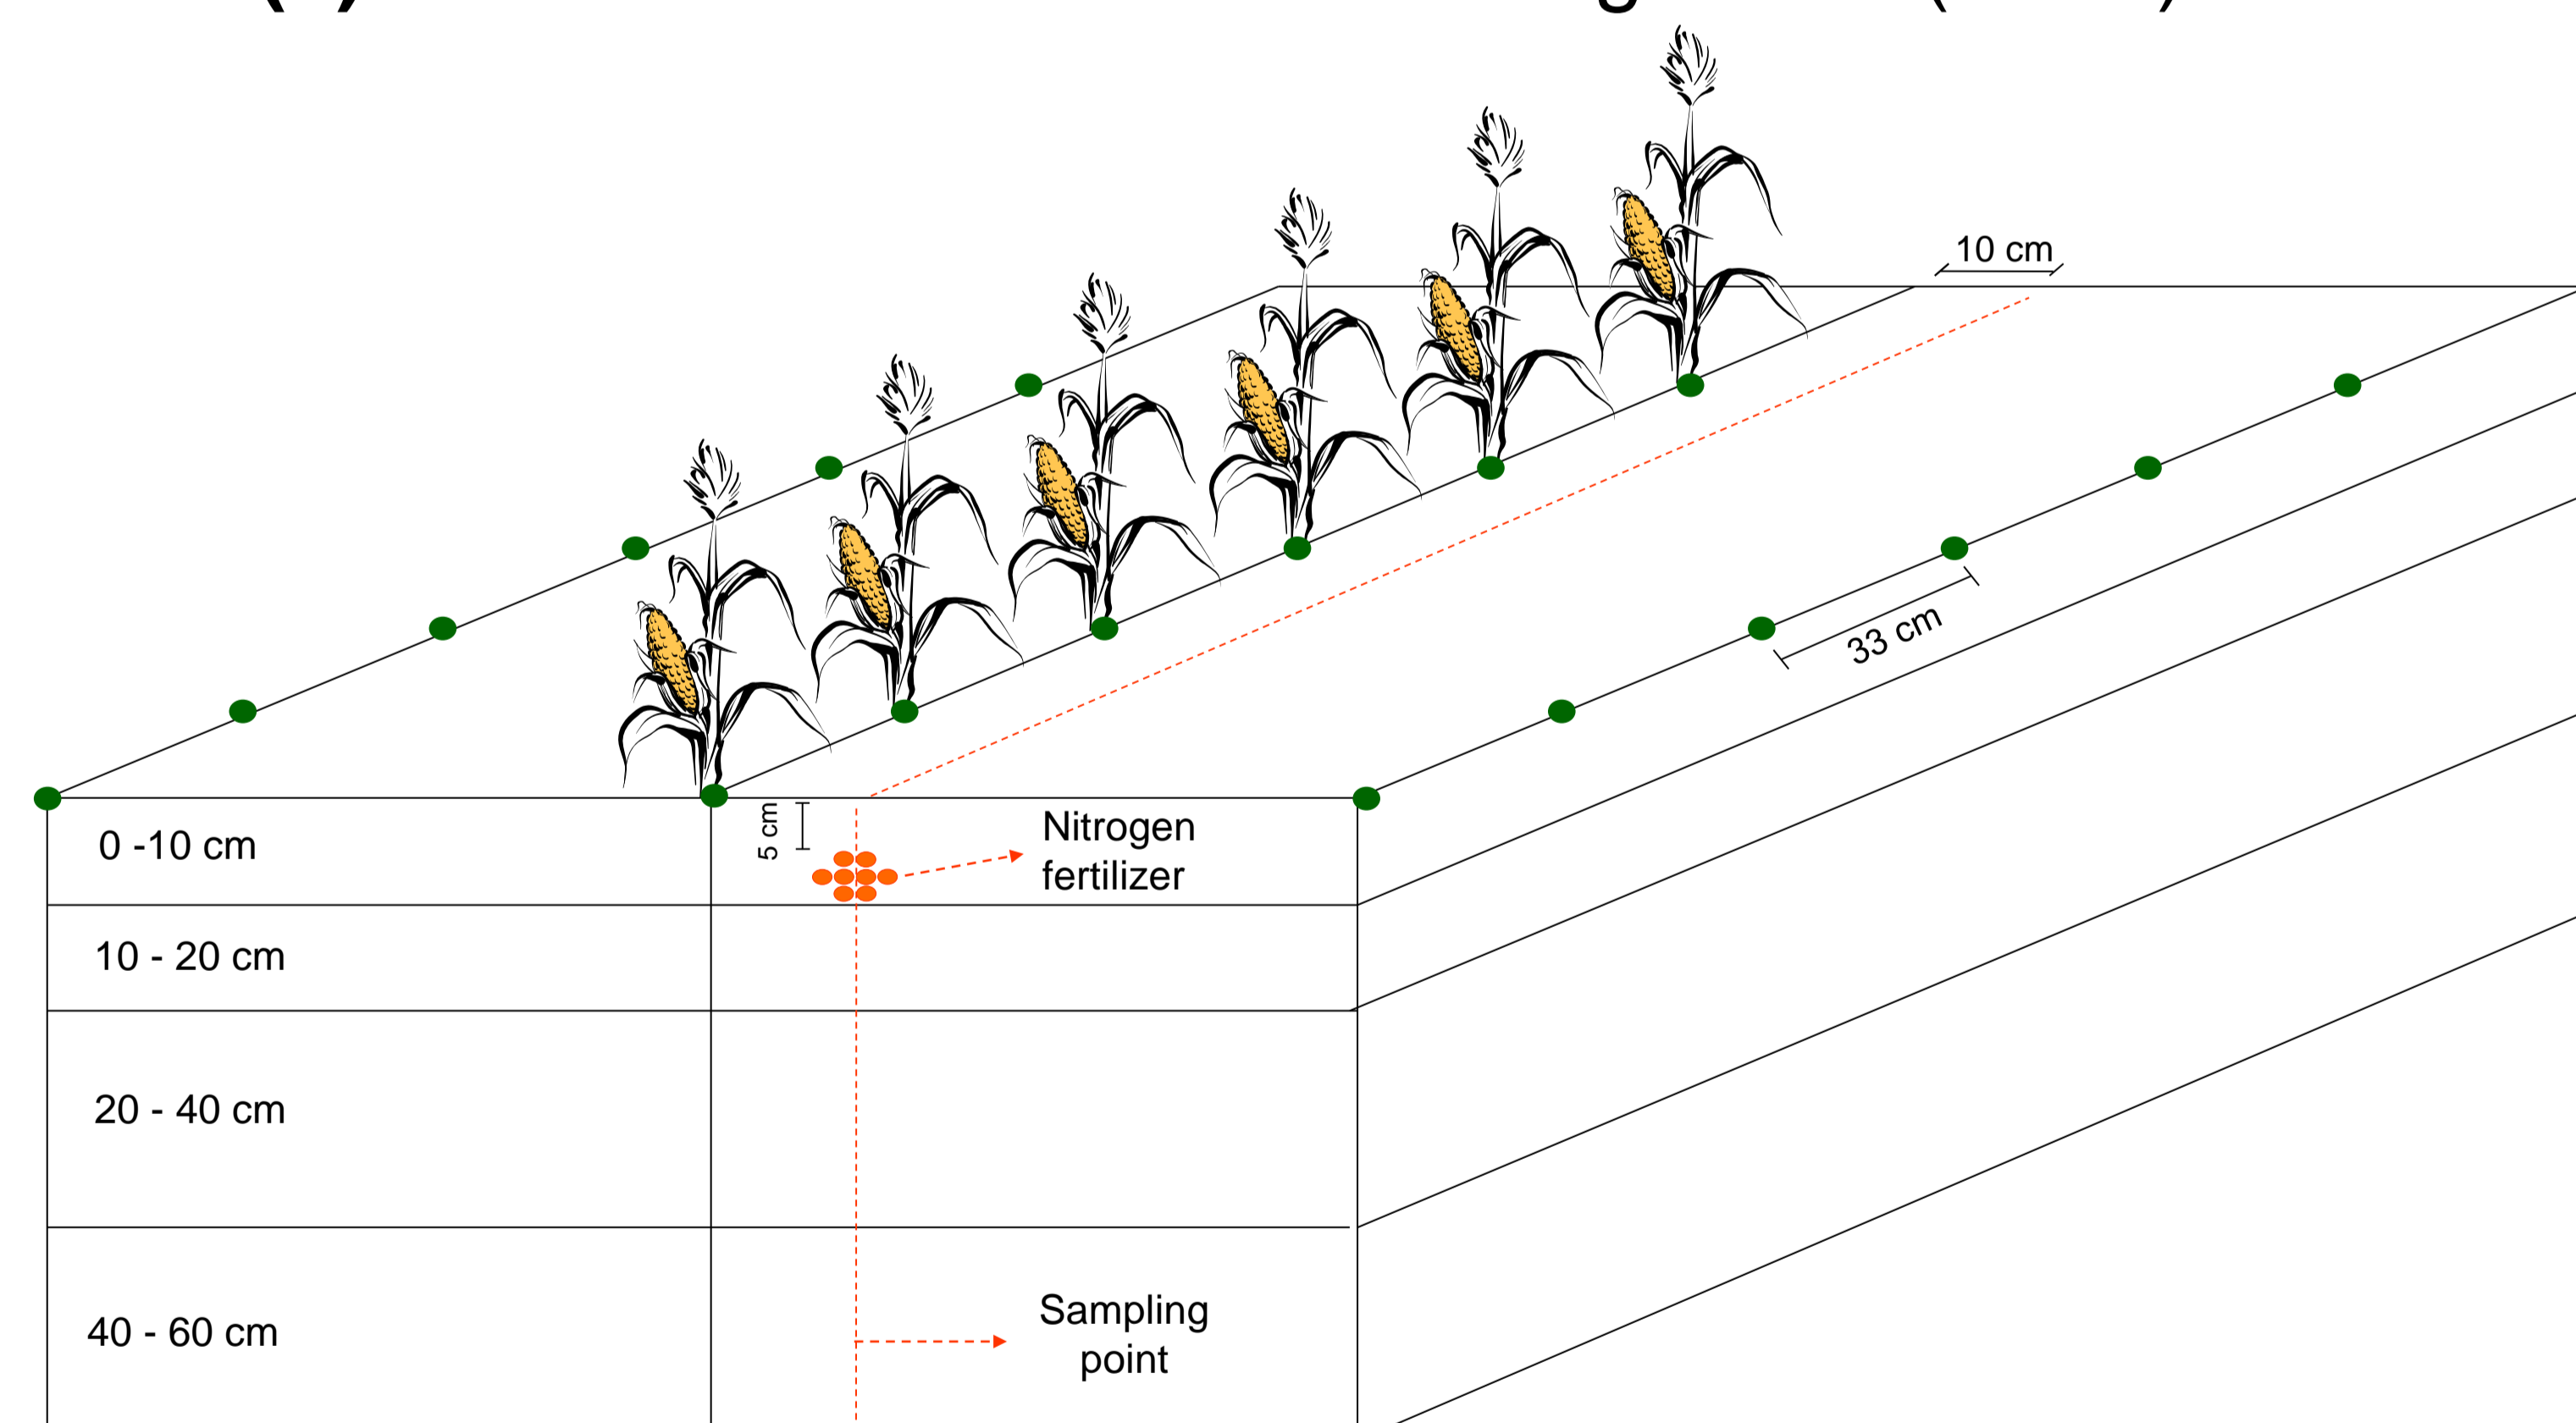 10 cm
33 cm
5 cm
Nitrogen
fertilizer
0 -10 cm
10 - 20 cm
20 - 40 cm
40 - 60 cm
Sampling
point